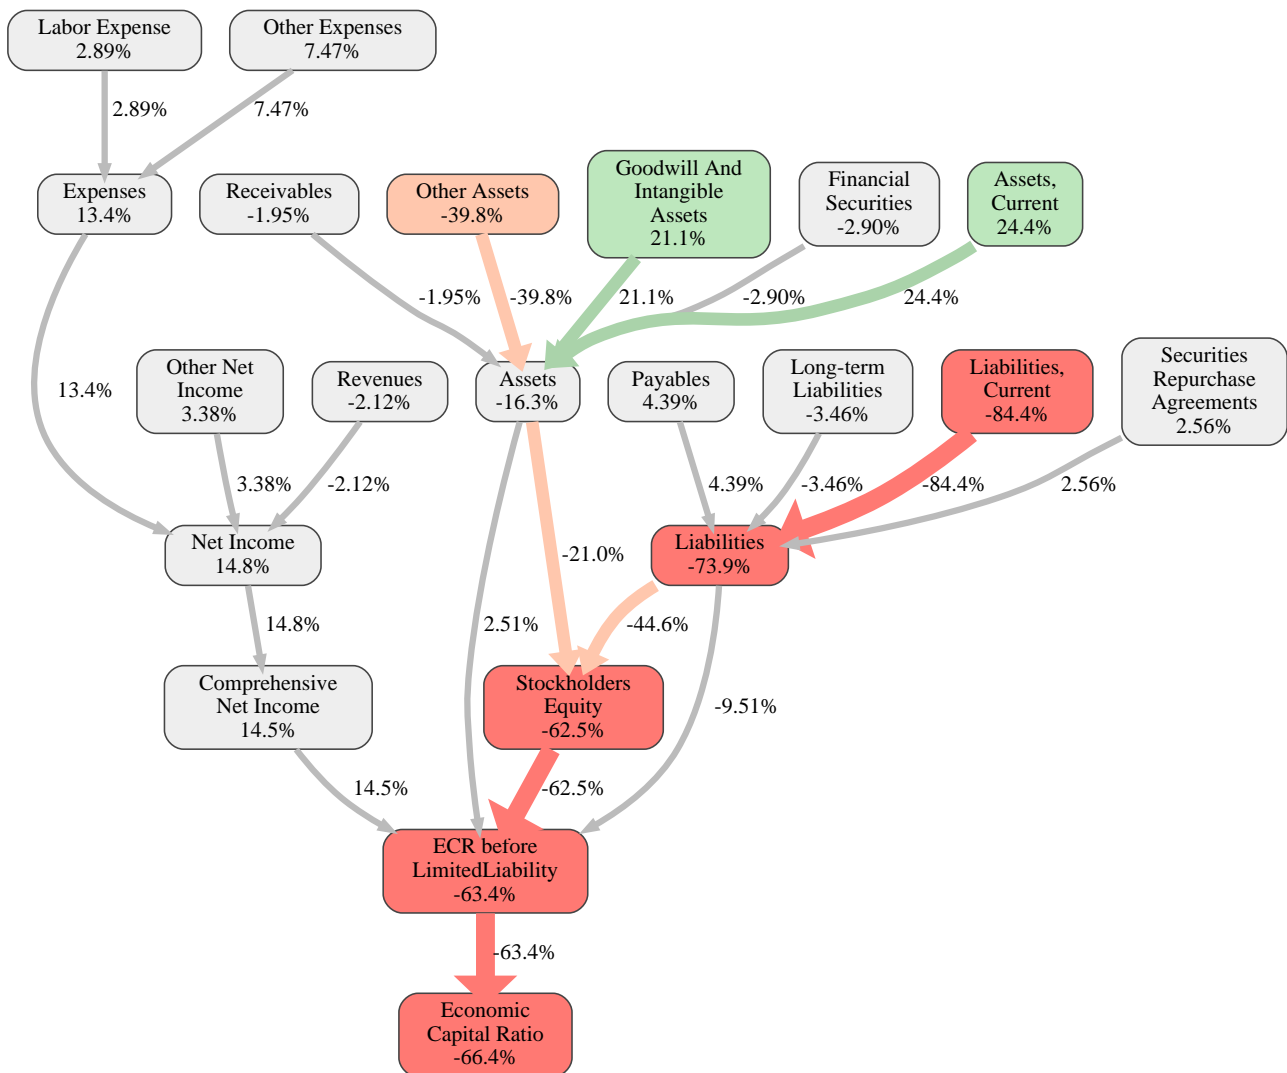 Labor Expense
2.89%
Other Expenses
7.47%
2.89%
7.47%
Expenses
13.4%
Receivables
-1.95%
Other Assets
-39.8%
Goodwill And
Intangible
Assets
21.1%
Financial
Securities
-2.90%
Assets,
Current
24.4%
-1.95%
-39.8%
21.1%
-2.90%
24.4%
13.4%
Other Net
Income
3.38%
Revenues
-2.12%
Assets
-16.3%
Payables
4.39%
Long-term
Liabilities
-3.46%
Liabilities,
Current
-84.4%
Securities
Repurchase
Agreements
2.56%
3.38%
-2.12%
4.39%
-3.46%
-84.4%
2.56%
Net Income
14.8%
-21.0%
Liabilities
-73.9%
14.8%
2.51%
-44.6%
Comprehensive
Net Income
14.5%
Stockholders
Equity
-62.5%
-9.51%
14.5%
-62.5%
ECR before
LimitedLiability
-63.4%
-63.4%
Economic
Capital Ratio
-66.4%